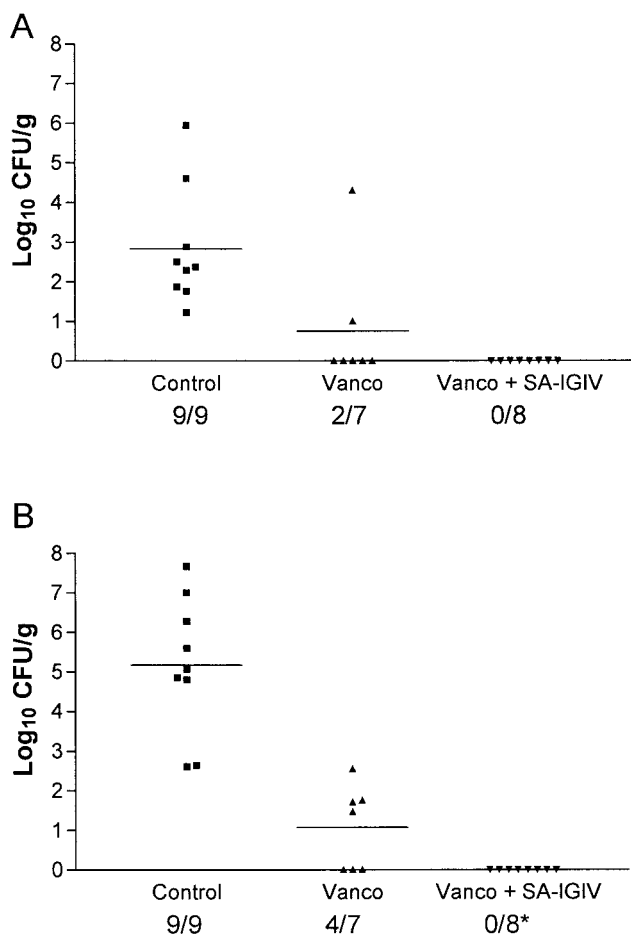 A
Log10 CFU/g
8
7
6
5
4
3
2
1
0
Control Vanco Vanco + SA-IGIV
9/9 2/7 0/8
B
Log10 CFU/g
8
7
6
5
4
3
2
1
0
Control Vanco Vanco + SA-IGIV
9/9 4/7 0/8*